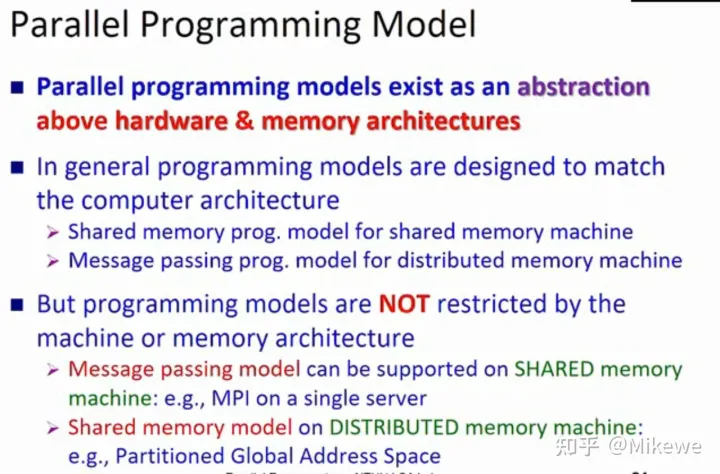 Parallel Programming Model
■ Parallel programming models exist as an abstraction
above hardware & memory architectures
■ In general programming models are designed to match
the computer architecture
➢ Shared memory prog. model for shared memory machine
➢ Message passing prog. model for distributed memory machine
■ But programming models are NOT restricted by the
machine or memory architecture
➢ Message passing model can be supported on SHARED memory
machine: e.g., MPI on a single server
➢ Shared memory model on DISTRIBUTED memory machine:
e.g., Partitioned Global Address Space
知乎 @Mikewe